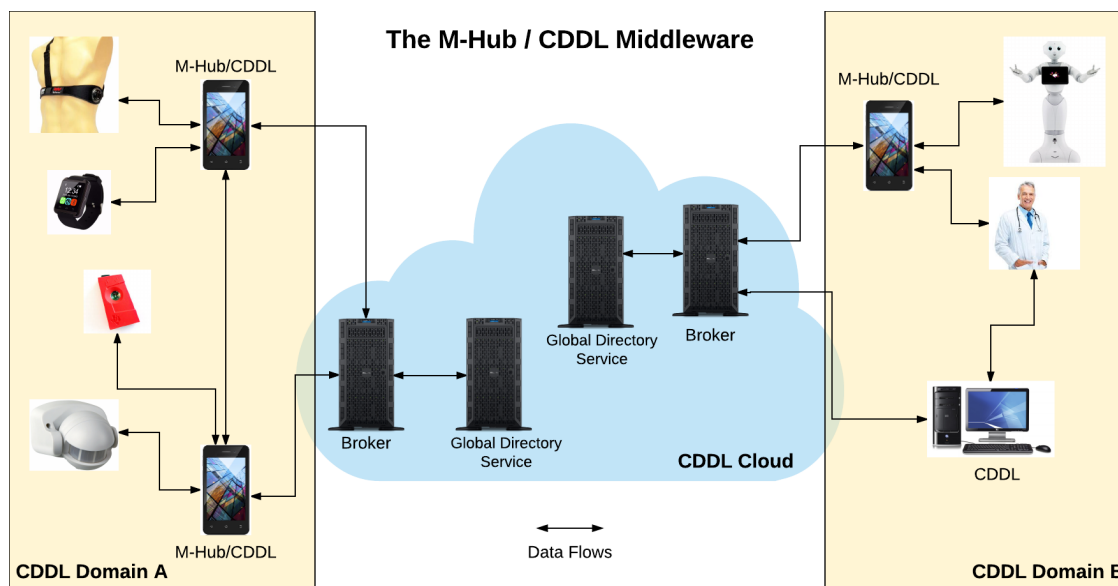 The M-Hub / CDDL Middleware
M-Hub/CDDL
M-Hub/CDDL
Global Directory
Service
Broker
Broker
Global Directory
Service
CDDL Cloud
CDDL
M-Hub/CDDL
Data Flows
CDDL Domain A
CDDL Domain B